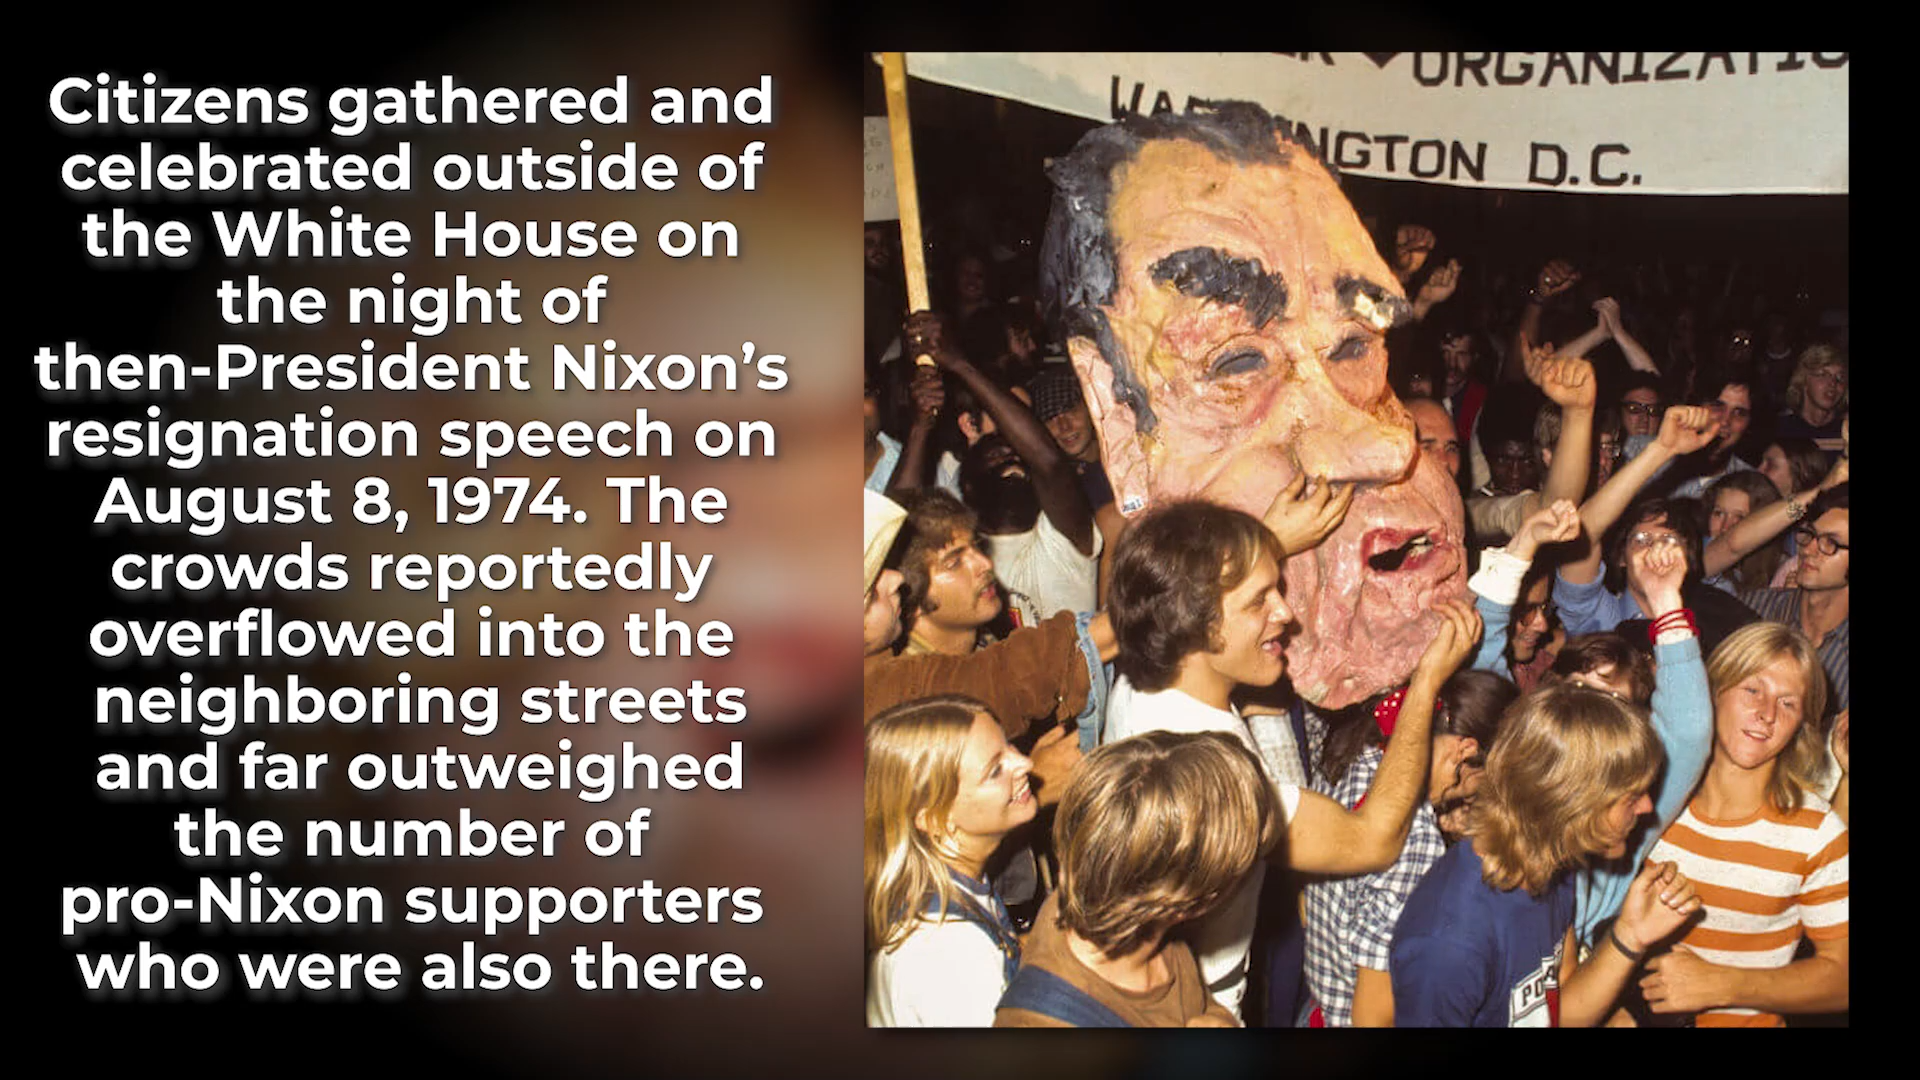 Citizens gathered and
celebrated outside of
the White House on
the night of
then-President Nixon’s
resignation speech on
August 8, 1974. The
crowds reportedly
overflowed into the
neighboring streets
and far outweighed
the number of
pro-Nixon supporters
who were also there.
D.C.